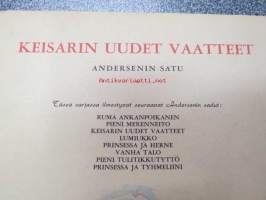 KEISARIN UUDET VAATTEET
ANDERSENIN SATU
Antikvariaatti.net
Tässä sarjassa ilmestyvät seuraavat Andersenin sadut:
RUMA ANKANPOIKANEN
PIENI MERENNEITO
KEISARIN UUDET VAATTEET
LUMIUKKO
PRINSESSA JA HERNE
VANHA TALO
PIENI TULITIKKUTYTTÖ
PRINSESSA JA TYHMELIINI